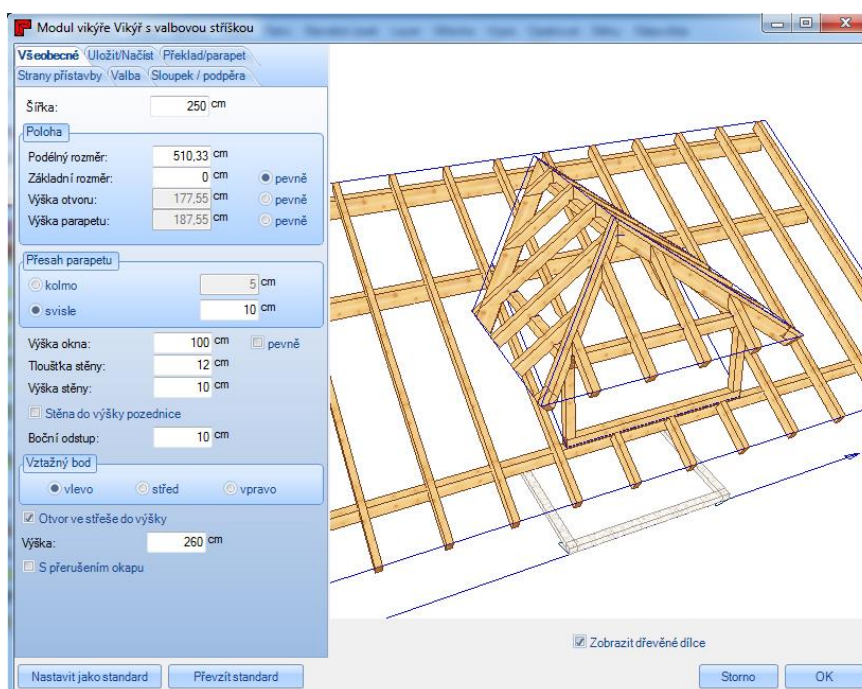 Modul vikýře Vikýř s valbovou stříškou
Všeobecné Uložit/Načíst Překlad/parapet
Strany přístavby Valba Sloupek / podpěra
Šířka: 250 cm
Poloha
Podélný rozměr: 510,33 cm
Základní rozměr: 0 cm pevně
Výška otvoru: 177,55 cm pevně
Výška parapetu: 187,55 cm pevně
Přesah parapetu
kolmo 5 cm
svisle 10 cm
Výška okna: 100 cm pevně
Tloušťka stěny: 12 cm
Výška stěny: 10 cm
Stěna do výšky pozednice
Boční odstup: 10 cm
Vztažný bod
vlevo střed vpravo
Otvor ve střeše do výšky
Výška: 260 cm
S přerušením okapu
Zobrazit dřevěné dílce
Nastavit jako standard Převzít standard Storno OK